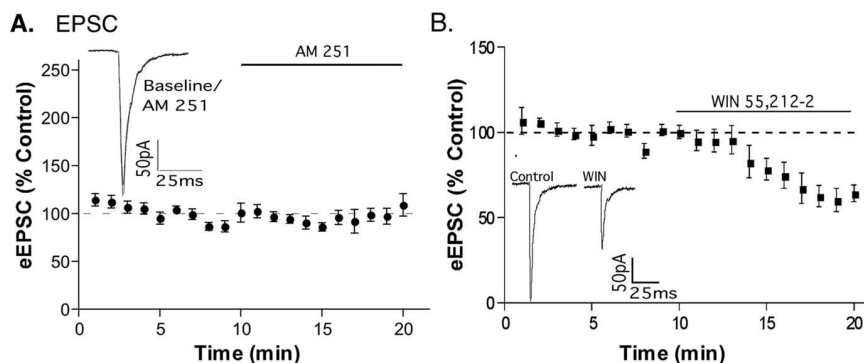 A. EPSC
AM 251
Baseline/
AM 251
50pA
25ms
eEPSC (% Control)
250
200
150
100
50
0
0 5 10 15 20
Time (min)
B.
WIN 55,212-2
Control WIN
50pA
25ms
eEPSC (% Control)
150
100
50
0
0 5 10 15 20
Time (min)